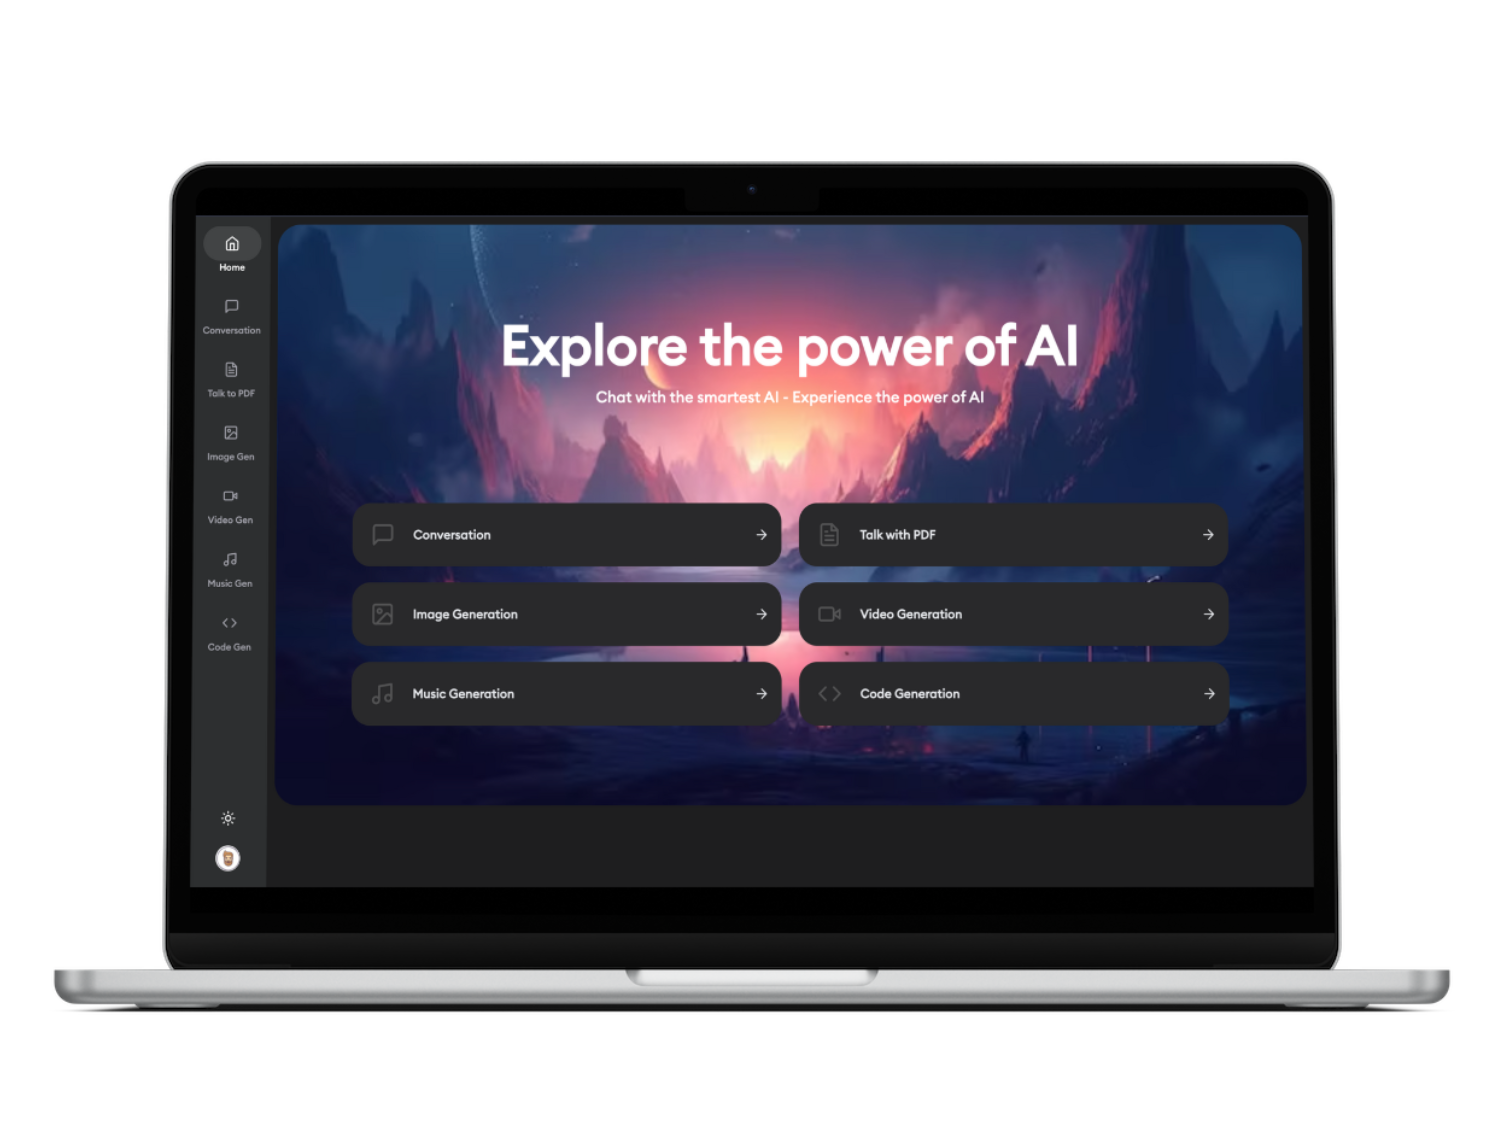 Home
Conversation
Talk to PDF
Image Gen
Video Gen
Music Gen
Code Gen
Explore the power of AI
Chat with the smartest AI - Experience the power of AI
Conversation
Talk with PDF
Image Generation
Video Generation
Music Generation
Code Generation